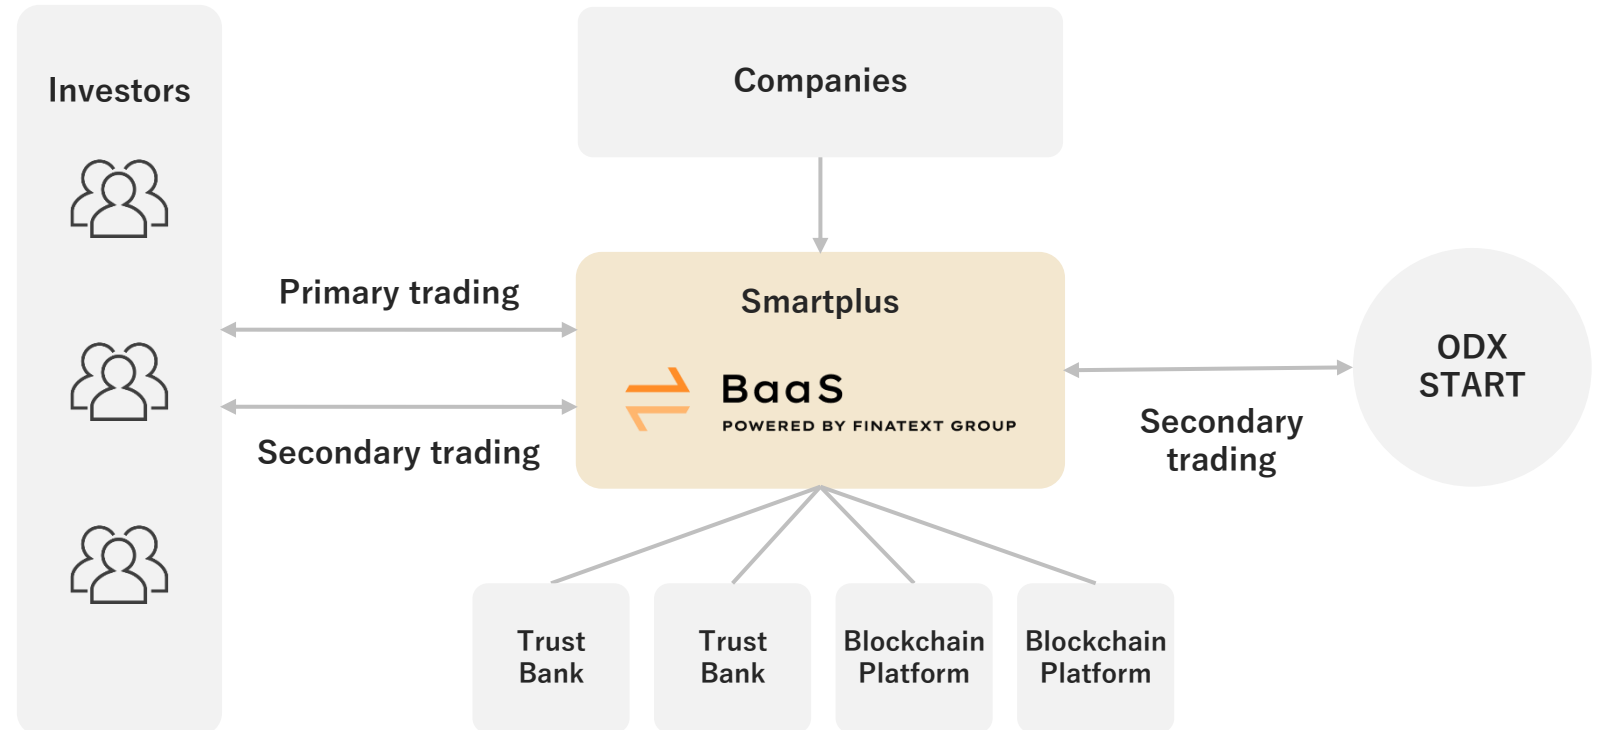 Investors
Companies
Primary trading
Secondary trading
Smartplus
BaaS
POWERED BY FINATEXT GROUP
Secondary
trading
ODX
START
Trust
Bank
Trust
Bank
Blockchain
Platform
Blockchain
Platform